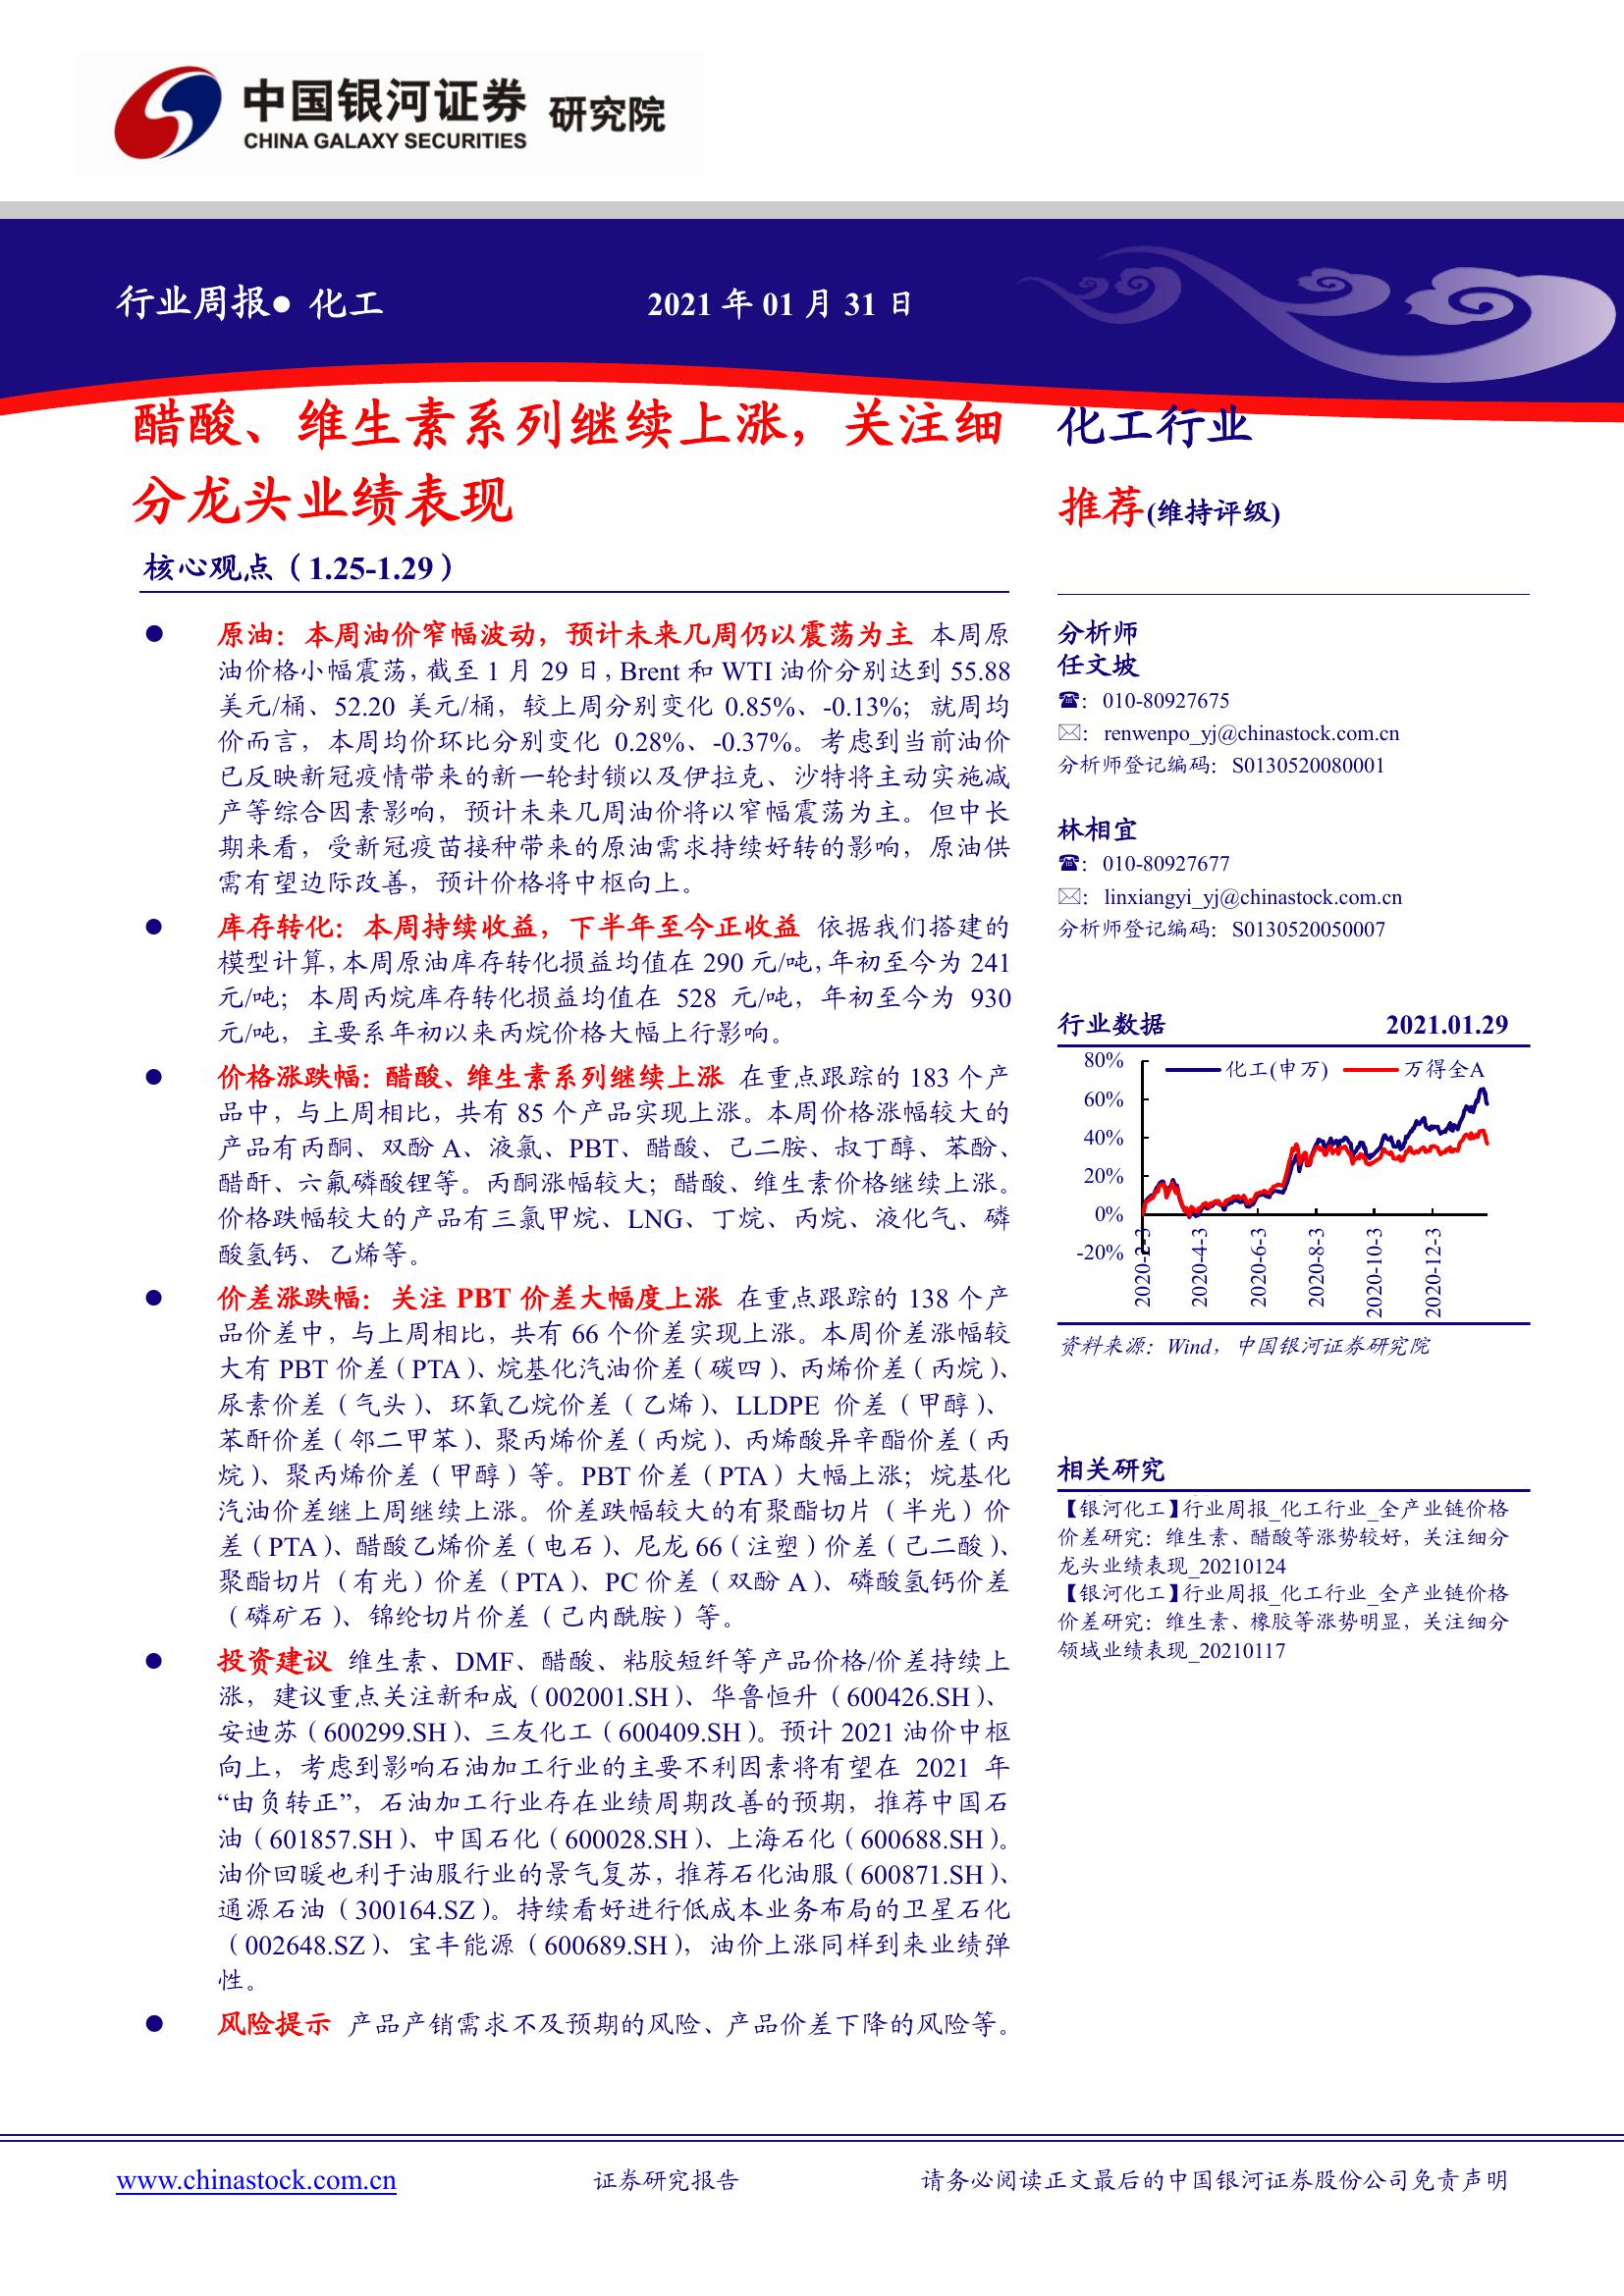 中国银河证券 研究院
CHINA GALAXY SECURITIES
行业周报● 化工
2021 年 01 月 31 日
醋酸、维生素系列继续上涨，关注细
分龙头业绩表现
核心观点（1.25-1.29）
● 原油：本周油价窄幅波动，预计未来几周仍以震荡为主 本周原
油价格小幅震荡，截至 1 月 29 日，Brent 和 WTI 油价分别达到 55.88
美元/桶、52.20 美元/桶，较上周分别变化 0.85%、-0.13%；就周均
价而言，本周均价环比分别变化 0.28%、-0.37%。考虑到当前油价
已反映新冠疫情带来的新一轮封锁以及伊拉克、沙特将主动实施减
产等综合因素影响，预计未来几周油价将以窄幅震荡为主。但中长
期来看，受新冠疫苗接种带来的原油需求持续好转的影响，原油供
需有望边际改善，预计价格将中枢向上。
● 库存转化：本周持续收益，下半年至今正收益 依据我们搭建的
模型计算，本周原油库存转化损益均值在 290 元/吨，年初至今为 241
元/吨；本周丙烷库存转化损益均值在 528 元/吨，年初至今为 930
元/吨，主要系年初以来丙烷价格大幅上行影响。
● 价格涨跌幅：醋酸、维生素系列继续上涨 在重点跟踪的 183 个产
品中，与上周相比，共有 85 个产品实现上涨。本周价格涨幅较大的
产品有丙酮、双酚 A、液氯、PBT、醋酸、己二胺、叔丁醇、苯酚、
醋酐、六氟磷酸锂等。丙酮涨幅较大；醋酸、维生素价格继续上涨。
价格跌幅较大的产品有三氯甲烷、LNG、丁烷、丙烷、液化气、磷
酸氢钙、乙烯等。
● 价差涨跌幅：关注 PBT 价差大幅度上涨 在重点跟踪的 138 个产
品价差中，与上周相比，共有 66 个价差实现上涨。本周价差涨幅较
大有 PBT 价差（PTA）、烷基化汽油价差（碳四）、丙烯价差（丙烷）、
尿素价差（气头）、环氧乙烷价差（乙烯）、LLDPE 价差（甲醇）、
苯酐价差（邻二甲苯）、聚丙烯价差（丙烷）、丙烯酸异辛酯价差（丙
烷）、聚丙烯价差（甲醇）等。PBT 价差（PTA）大幅上涨；烷基化
汽油价差继上周继续上涨。价差跌幅较大的有聚酯切片（半光）价
差（PTA）、醋酸乙烯价差（电石）、尼龙 66（注塑）价差（己二酸）、
聚酯切片（有光）价差（PTA）、PC 价差（双酚 A）、磷酸氢钙价差
（磷矿石）、锦纶切片价差（己内酰胺）等。
● 投资建议 维生素、DMF、醋酸、粘胶短纤等产品价格/价差持续上
涨，建议重点关注新和成（002001.SH）、华鲁恒升（600426.SH）、
安迪苏（600299.SH）、三友化工（600409.SH）。预计 2021 油价中枢
向上，考虑到影响石油加工行业的主要不利因素将有望在 2021 年
“由负转正”，石油加工行业存在业绩周期改善的预期，推荐中国石
油（601857.SH）、中国石化（600028.SH）、上海石化（600688.SH）。
油价回暖也利于油服行业的景气复苏，推荐石化油服（600871.SH）、
通源石油（300164.SZ）。持续看好进行低成本业务布局的卫星石化
（002648.SZ）、宝丰能源（600689.SH），油价上涨同样到来业绩弹
性。
● 风险提示 产品产销需求不及预期的风险、产品价差下降的风险等。
化工行业
推荐(维持评级)
分析师
任文坡
☎：010-80927675
✉：renwenpo_yj@chinastock.com.cn
分析师登记编码：S0130520080001
林相宜
☎：010-80927677
✉：linxiangyi_yj@chinastock.com.cn
分析师登记编码：S0130520050007
行业数据 2021.01.29
化工(申万) 万得全A
80%
60%
40%
20%
0%
-20%
2020-2-3
2020-4-3
2020-6-3
2020-8-3
2020-10-3
2020-12-3
资料来源：Wind，中国银河证券研究院
相关研究
【银河化工】行业周报_化工行业_全产业链价格
价差研究：维生素、醋酸等涨势较好，关注细分
龙头业绩表现_20210124
【银河化工】行业周报_化工行业_全产业链价格
价差研究：维生素、橡胶等涨势明显，关注细分
领域业绩表现_20210117
www.chinastock.com.cn
证券研究报告
请务必阅读正文最后的中国银河证券股份公司免责声明